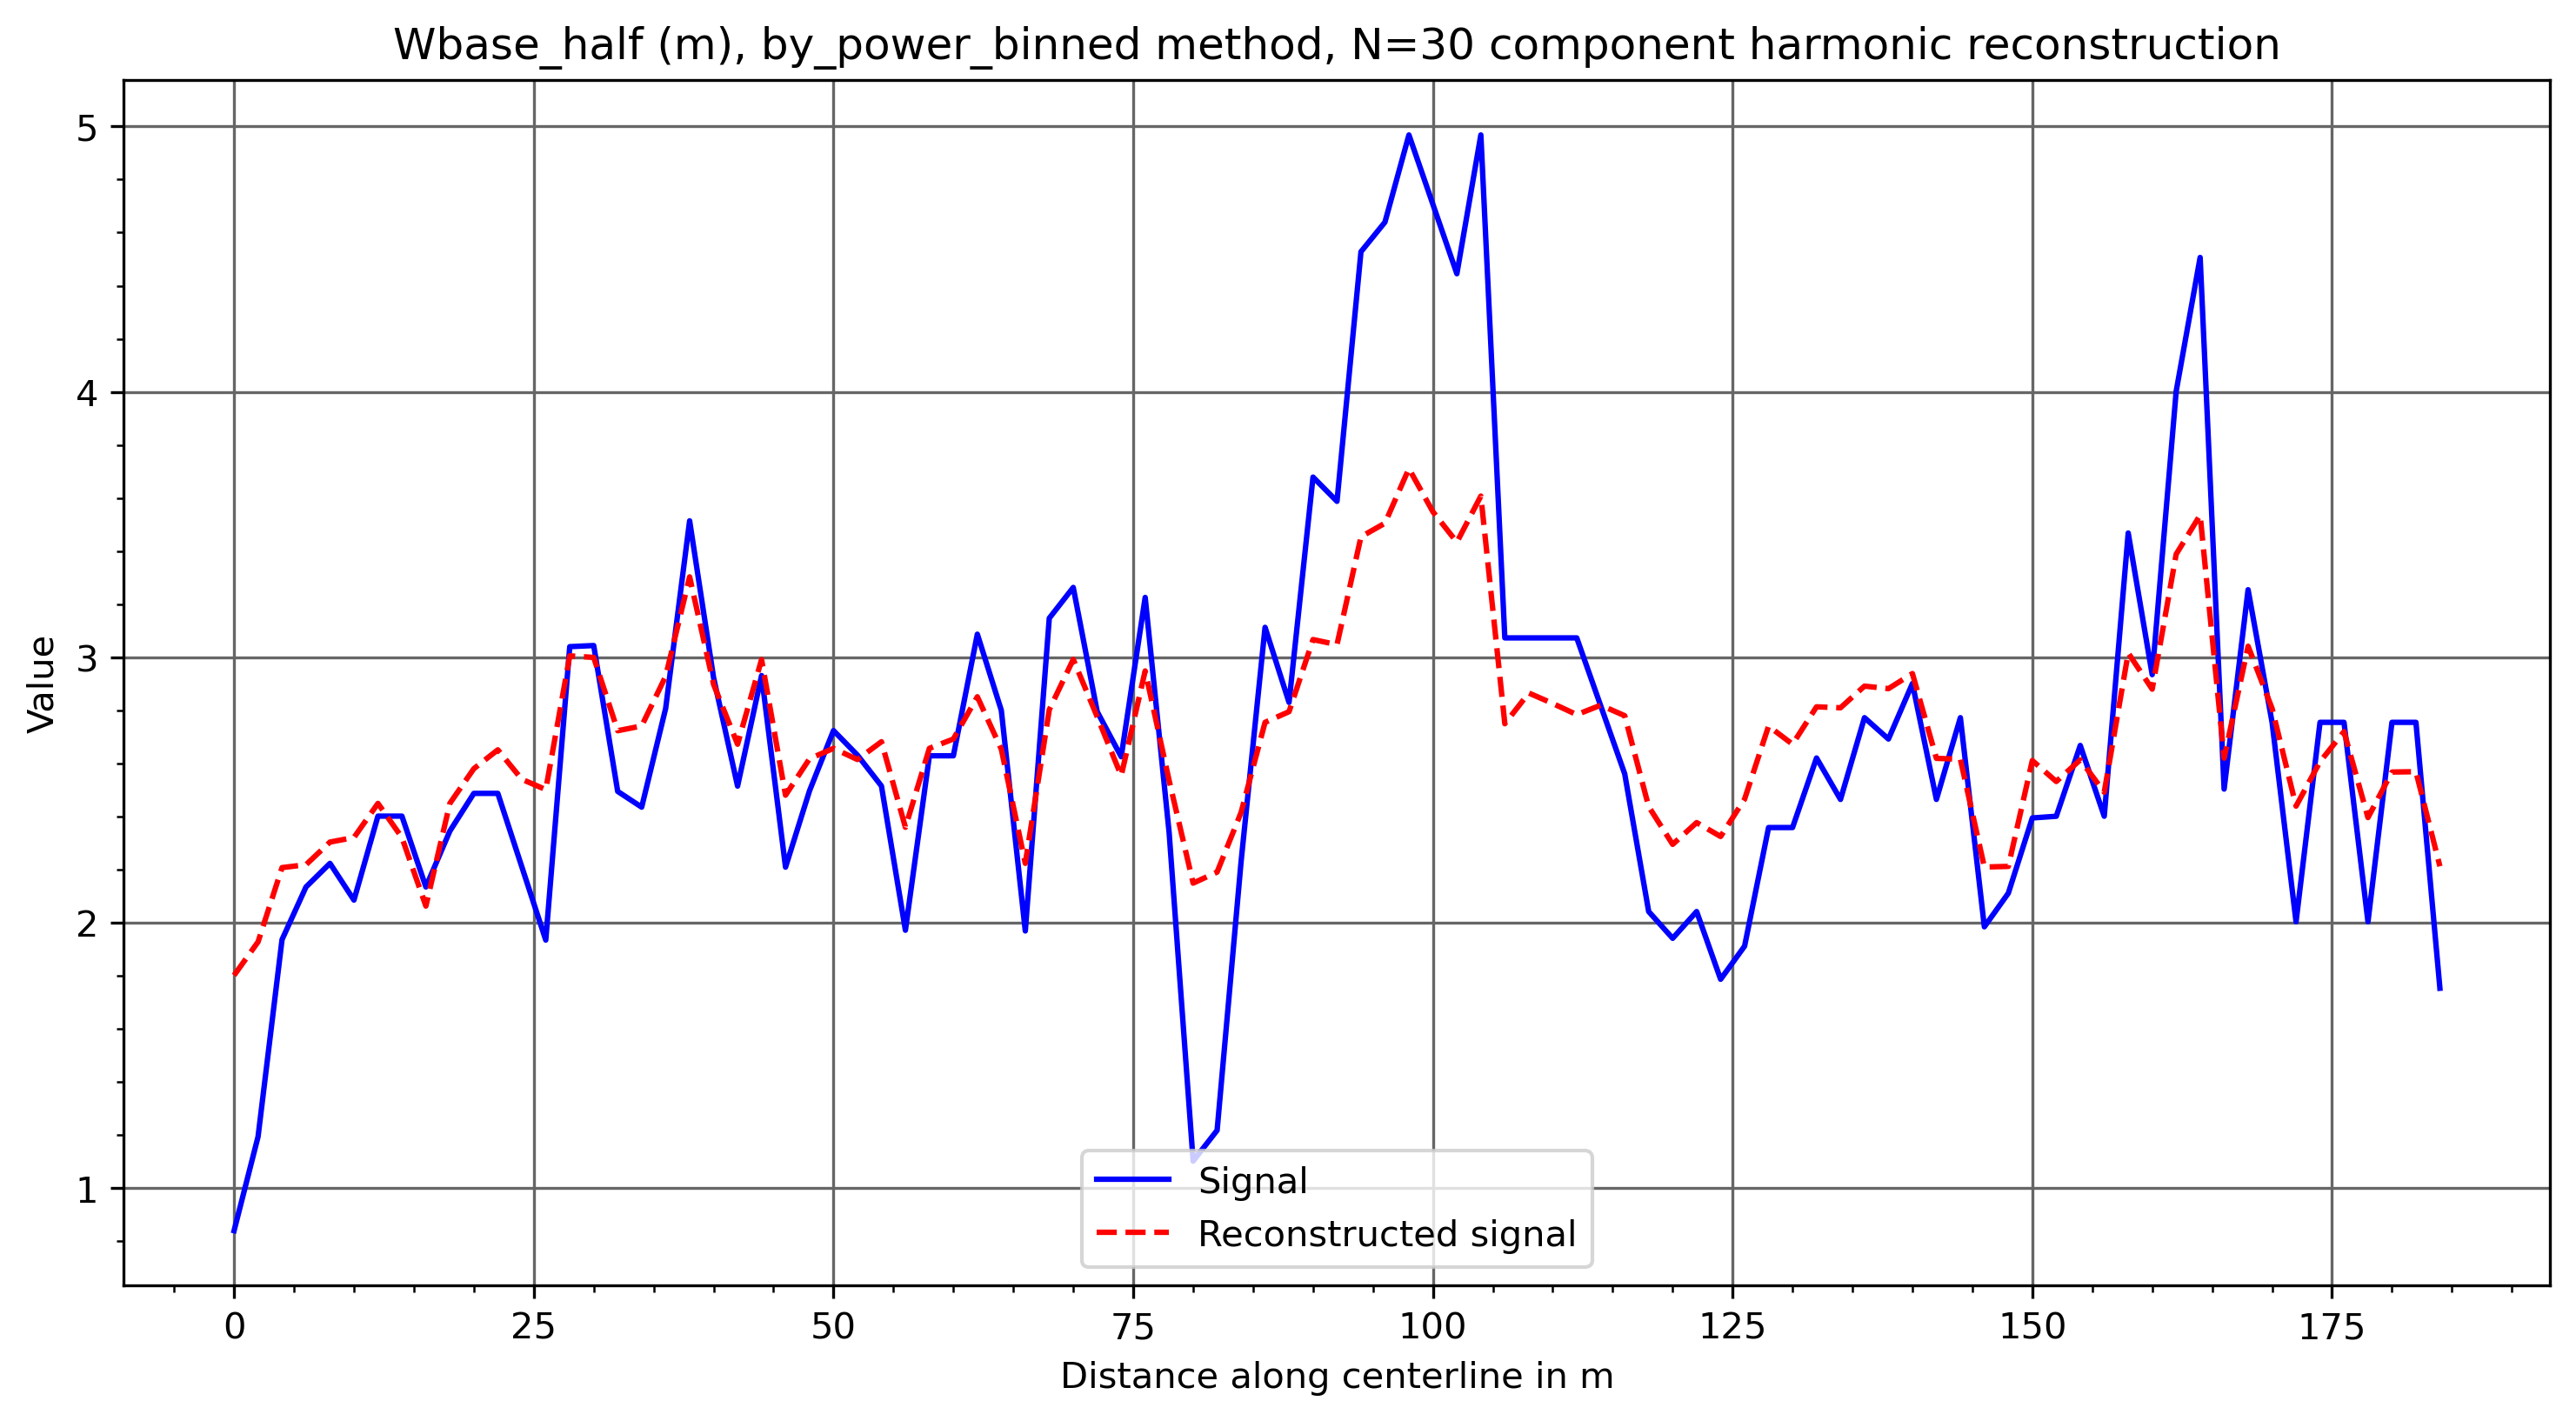 Wbase_half (m), by_power_binned method, N=30 component harmonic reconstruction
5
4
3
2
1
Value
Signal
Reconstructed signal
0 25 50 75 100 125 150 175
Distance along centerline in m